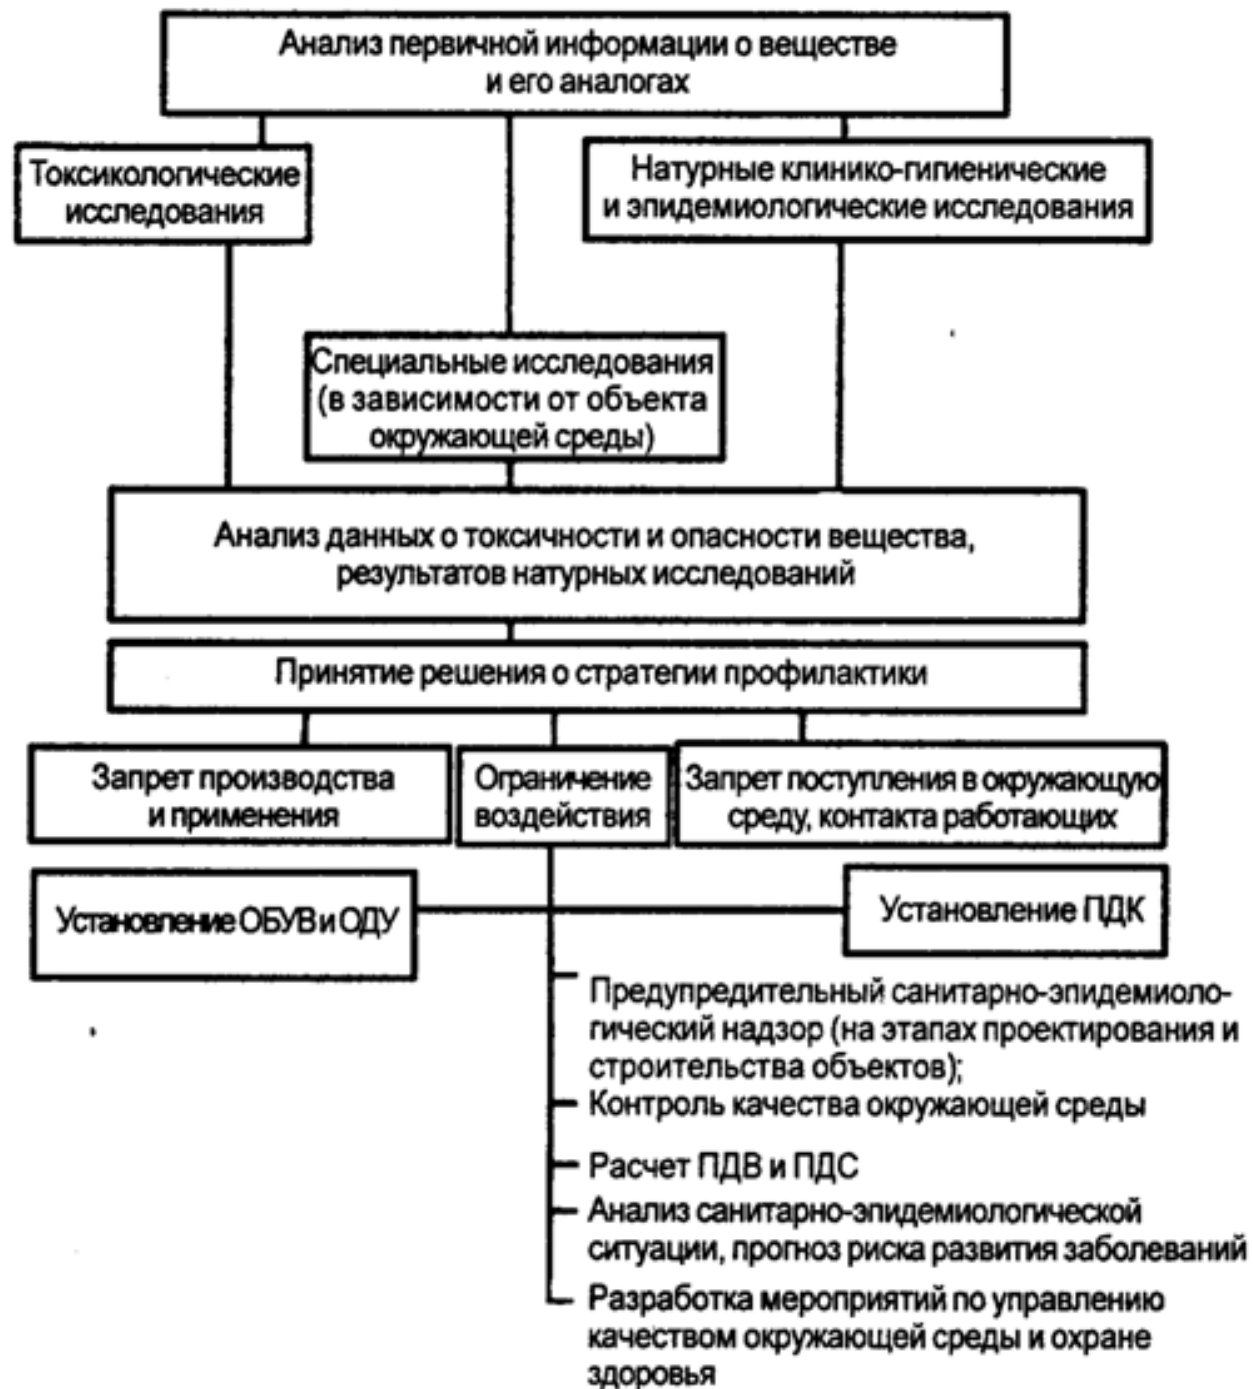 Анализ первичной информации о веществе
и его аналогах
Токсикологические
исследования
Натурные клинико-гигиенические
и эпидемиологические исследования
Специальные исследования
(в зависимости от объекта
окружающей среды)
Анализ данных о токсичности и опасности вещества,
результатов натурных исследований
Принятие решения о стратегии профилактики
Запрет производства
и применения
Ограничение
воздействия
Запрет поступления в окружающую
среду, контакта работающих
Установление ОБУВ и ОДУ
Установление ПДК
Предупредительный санитарно-эпидемиоло-
гический надзор (на этапах проектирования и
строительства объектов);
Контроль качества окружающей среды
Расчет ПДВ и ПДС
Анализ санитарно-эпидемиологической
ситуации, прогноз риска развития заболеваний
Разработка мероприятий по управлению
качеством окружающей среды и охране
здоровья